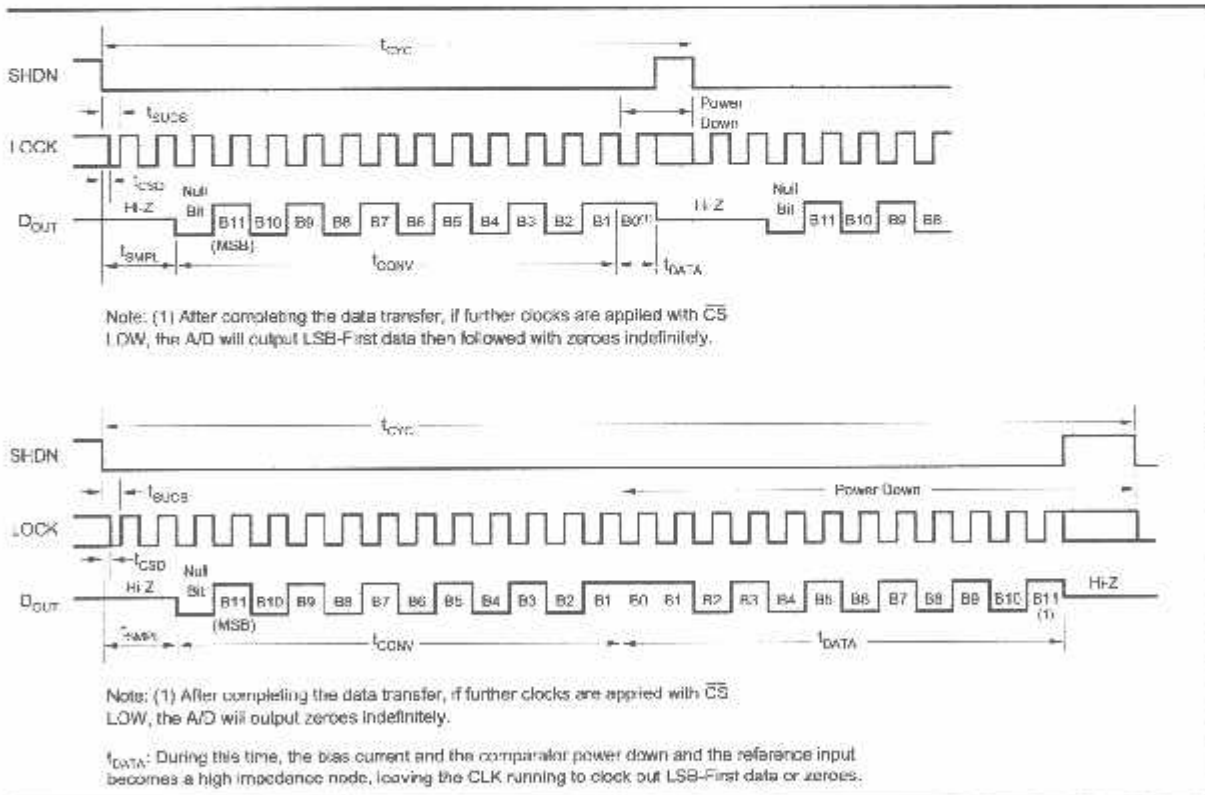 tCYC
SHDN
Power
Down
tSUCS
LOCK
tCSD
Null
Bit
Hi-Z
Hi-Z
Null
Bit
DOUT
B11 B10 B9 B8 B7 B6 B5 B4 B3 B2 B1 B0(1)
B11 B10 B9 B8
(MSB)
tSMPL
tCONV
tDATA
Note: (1) After completing the data transfer, if further clocks are applied with C̅S̅
LOW, the A/D will output LSB-First data then followed with zeroes indefinitely.
tCYC
SHDN
tSUCS
Power Down
LOCK
tCSD
Null
Bit
Hi-Z
Hi-Z
DOUT
B11 B10 B9 B8 B7 B6 B5 B4 B3 B2 B1 B0 B1 B2 B3 B4 B5 B6 B7 B8 B9 B10 B11
(MSB)
(1)
tSMPL
tCONV
tDATA
Note: (1) After completing the data transfer, if further clocks are applied with C̅S̅
LOW, the A/D will output zeroes indefinitely.
tDATA: During this time, the bias current and the comparator power down and the reference input
becomes a high impedance node, leaving the CLK running to clock out LSB-First data or zeroes.